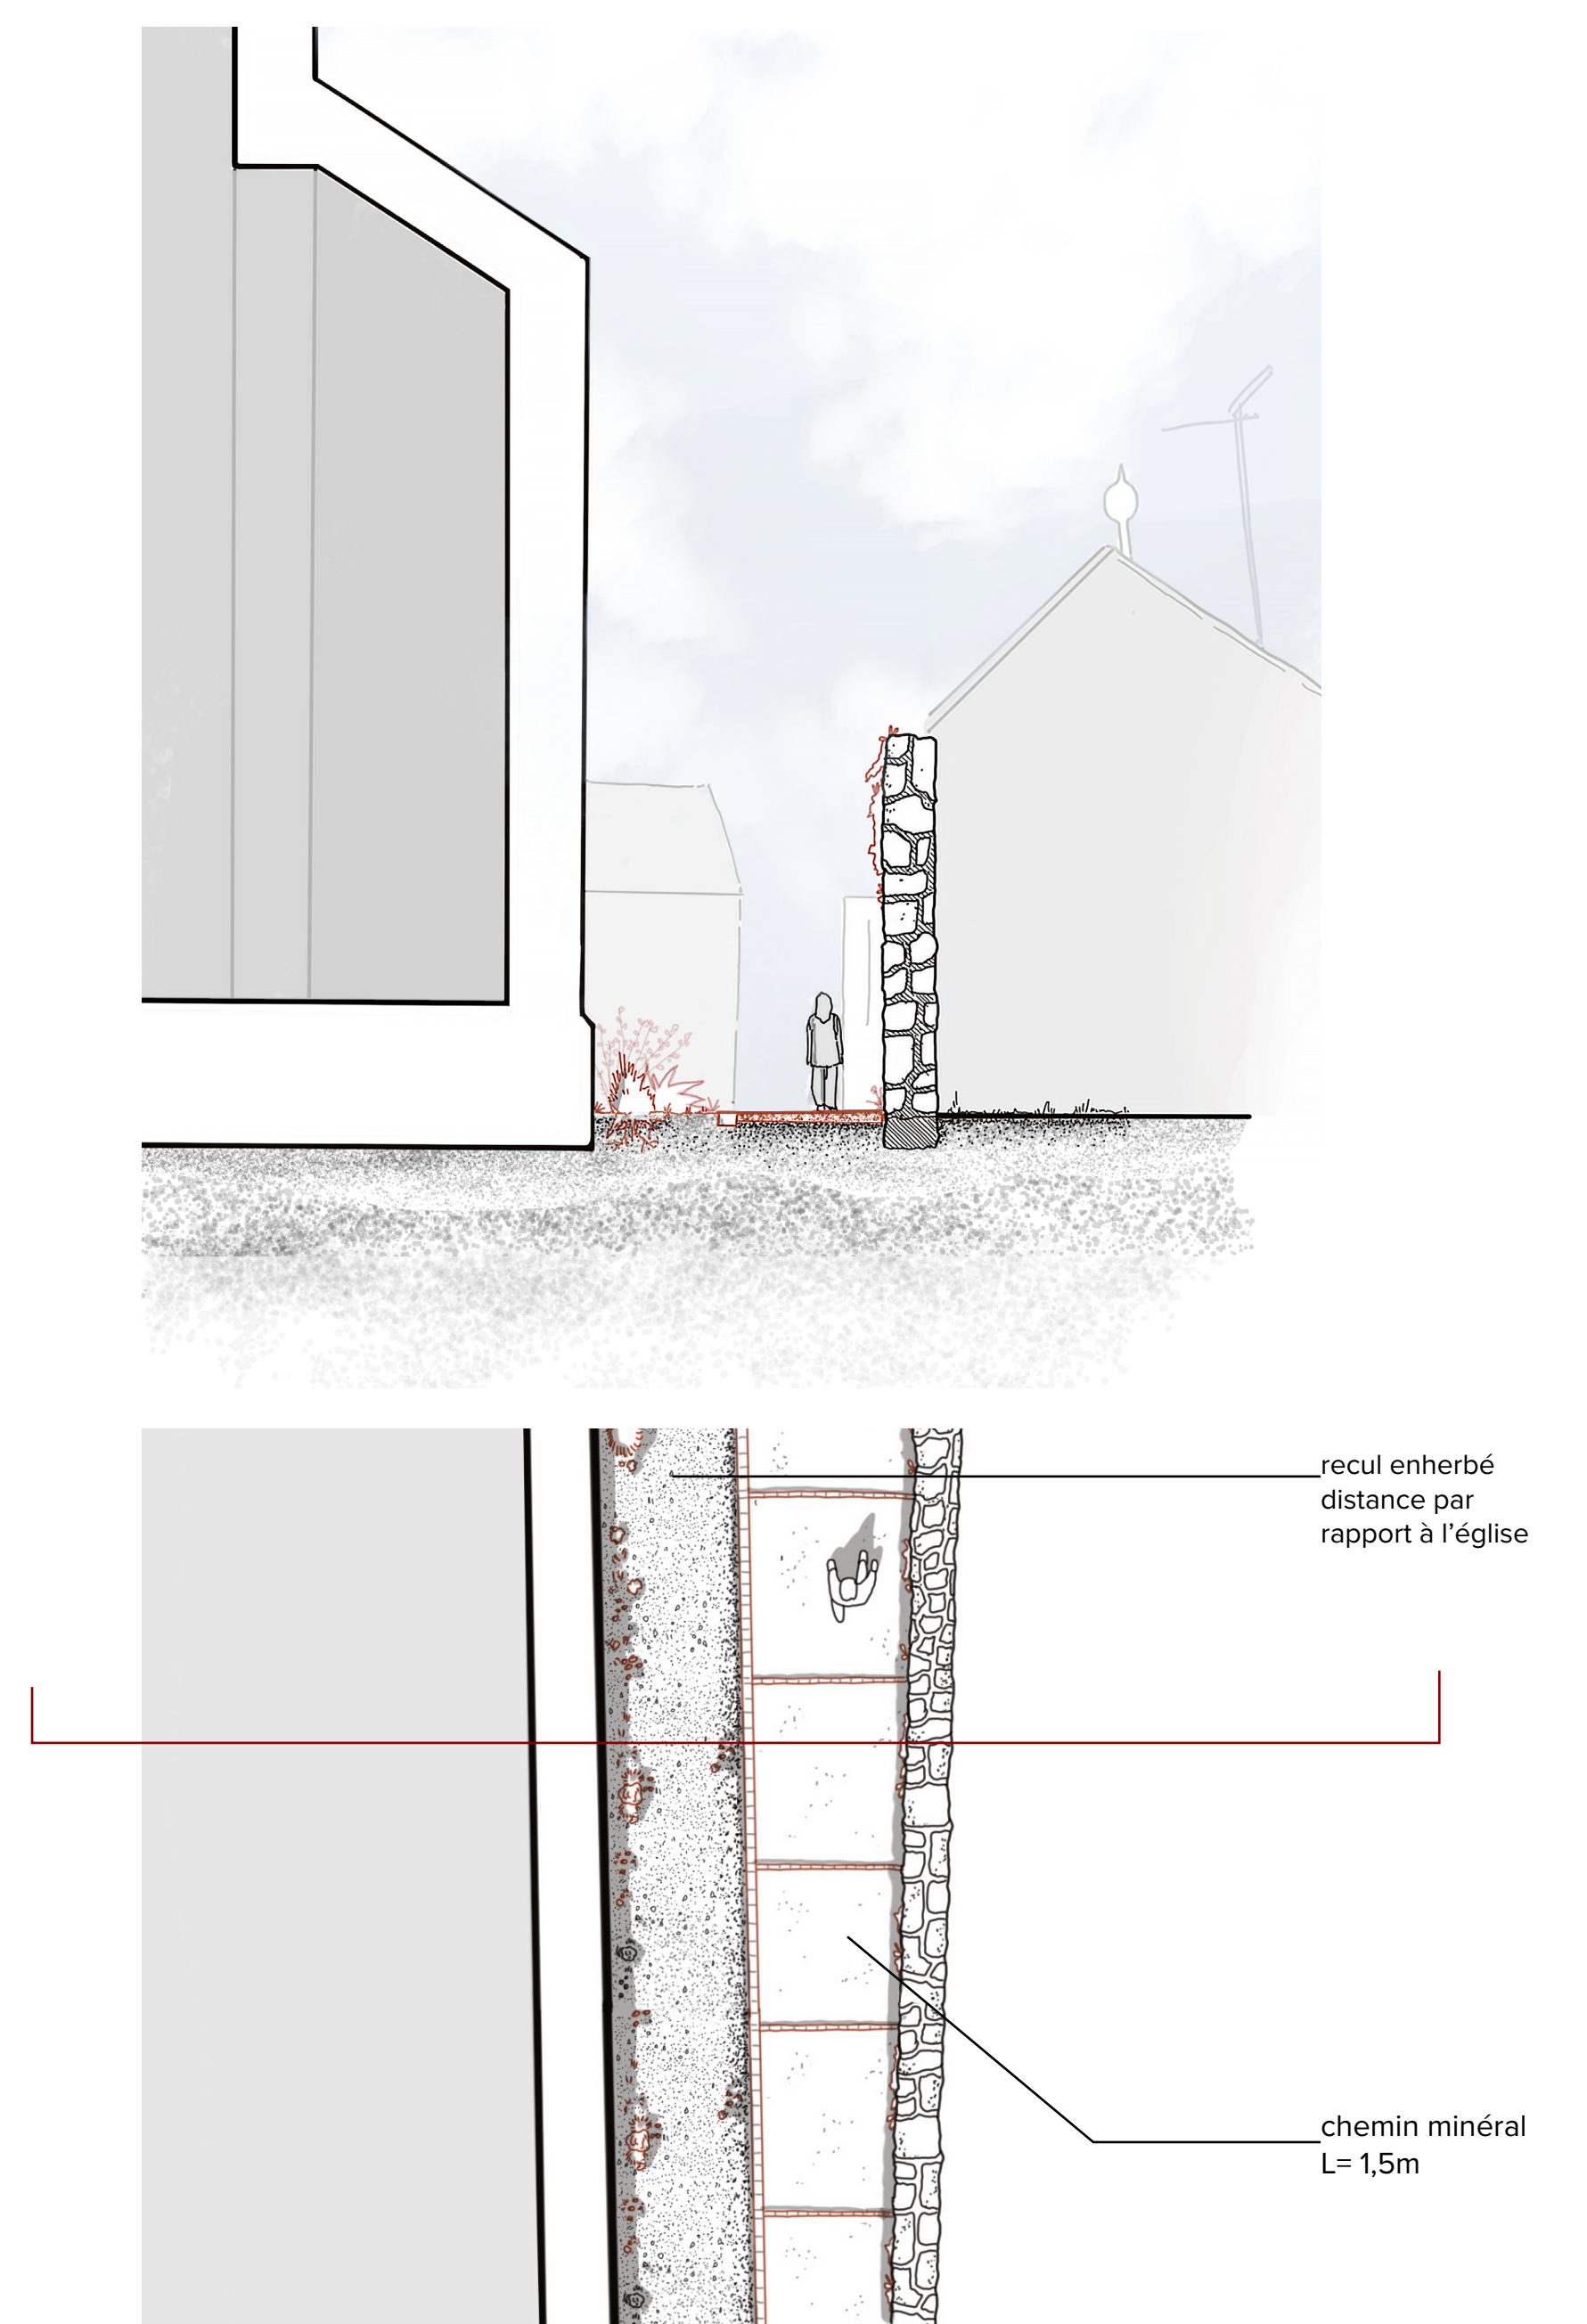 recul enherbé
distance par
rapport à l’église
chemin minéral
L= 1,5m